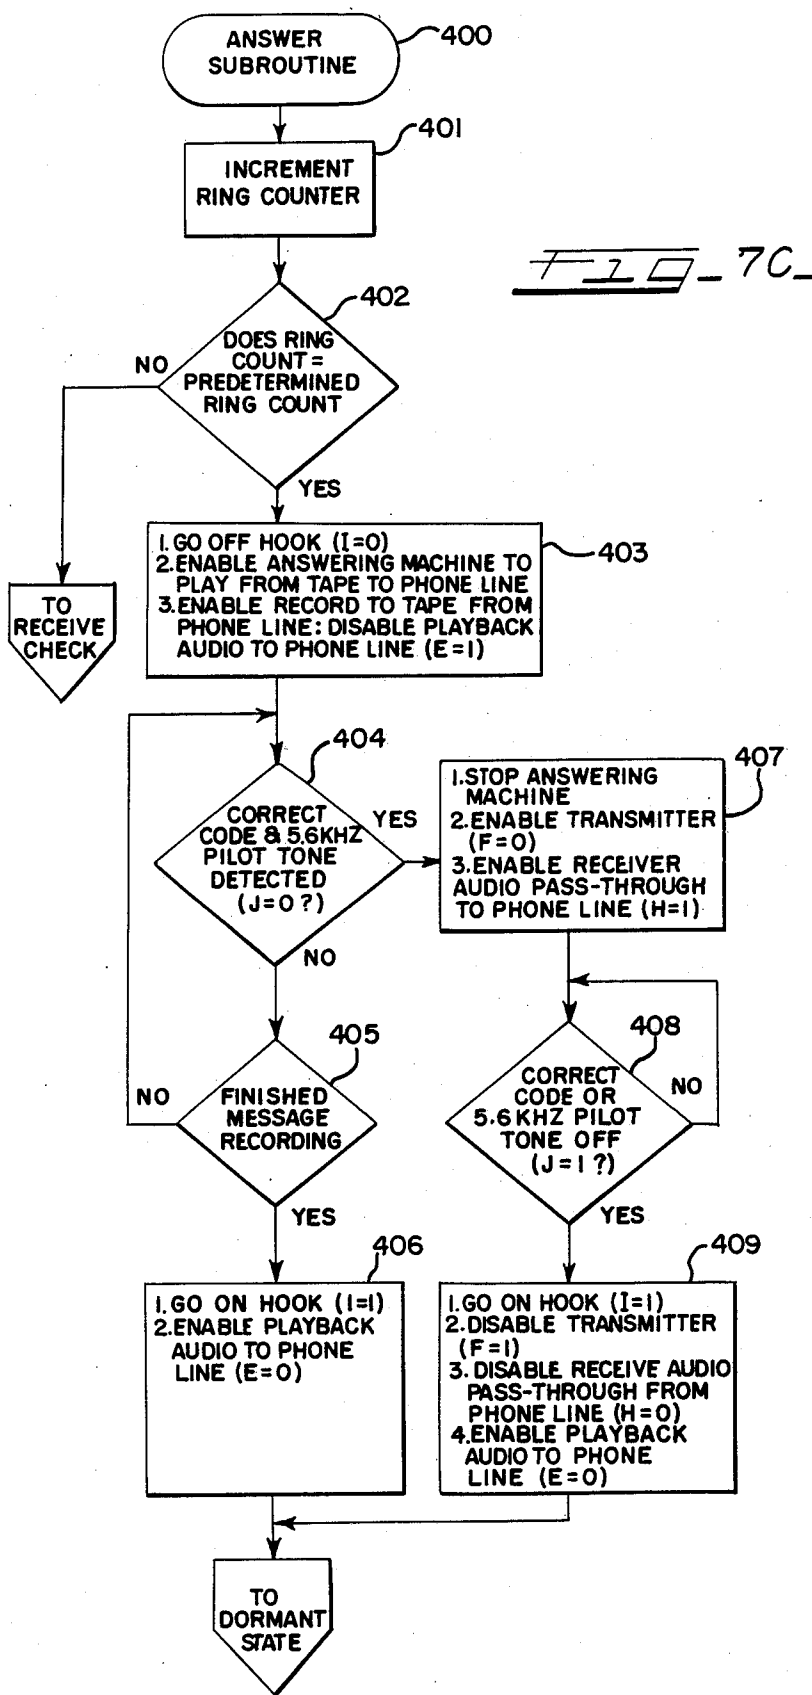 ANSWER
SUBROUTINE
400
401
INCREMENT
RING COUNTER
Fig_7C_
402
DOES RING
COUNT =
PREDETERMINED
RING COUNT
NO
YES
403
1. GO OFF HOOK (I=0)
2. ENABLE ANSWERING MACHINE TO
PLAY FROM TAPE TO PHONE LINE
3. ENABLE RECORD TO TAPE FROM
PHONE LINE: DISABLE PLAYBACK
AUDIO TO PHONE LINE (E=1)
TO
RECEIVE
CHECK
404
CORRECT
CODE & 5.6KHZ
PILOT TONE
DETECTED
(J=0?)
YES
NO
407
1. STOP ANSWERING
MACHINE
2. ENABLE TRANSMITTER
(F=0)
3. ENABLE RECEIVER
AUDIO PASS-THROUGH
TO PHONE LINE (H=1)
405
FINISHED
MESSAGE
RECORDING
NO
YES
408
CORRECT
CODE OR
5.6 KHZ PILOT
TONE OFF
(J=1?)
NO
YES
406
1. GO ON HOOK (I=1)
2. ENABLE PLAYBACK
AUDIO TO PHONE
LINE (E=0)
409
1. GO ON HOOK (I=1)
2. DISABLE TRANSMITTER
(F=1)
3. DISABLE RECEIVE AUDIO
PASS-THROUGH FROM
PHONE LINE (H=0)
4. ENABLE PLAYBACK
AUDIO TO PHONE
LINE (E=0)
TO
DORMANT
STATE